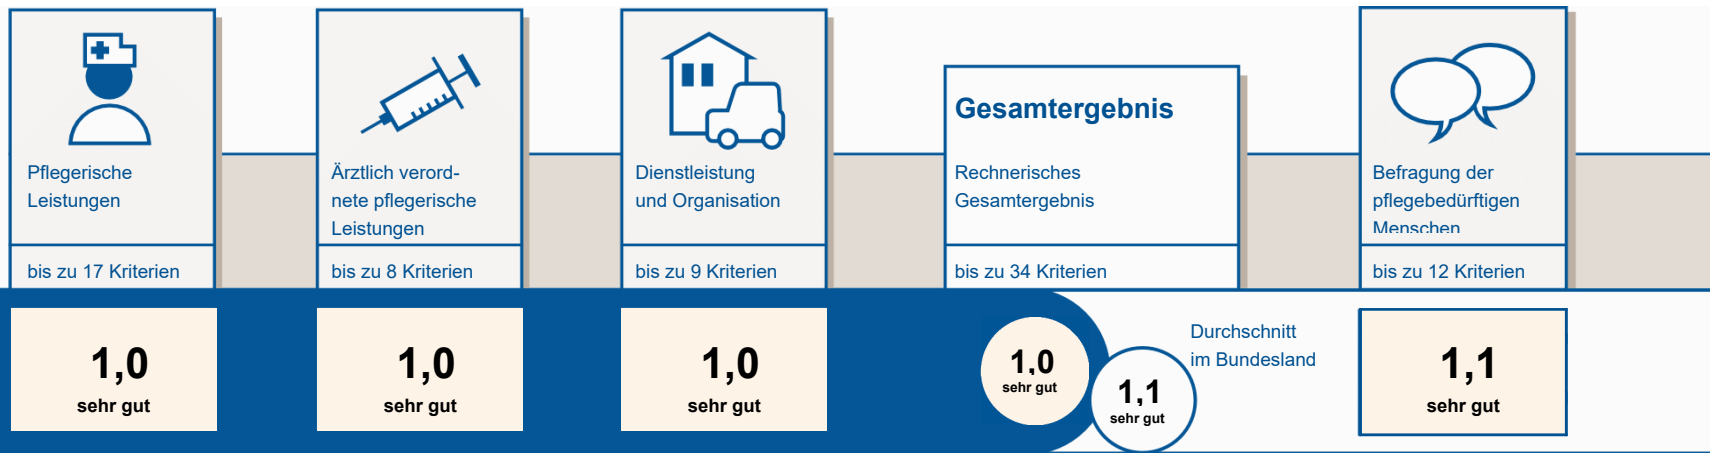 Pflegerische
Leistungen
bis zu 17 Kriterien
1,0
sehr gut
Ärztlich verord-
nete pflegerische
Leistungen
bis zu 8 Kriterien
1,0
sehr gut
Dienstleistung
und Organisation
bis zu 9 Kriterien
1,0
sehr gut
Gesamtergebnis
Rechnerisches
Gesamtergebnis
bis zu 34 Kriterien
1,0
sehr gut
1,1
sehr gut
Durchschnitt
im Bundesland
Befragung der
pflegebedürftigen
Menschen
bis zu 12 Kriterien
1,1
sehr gut